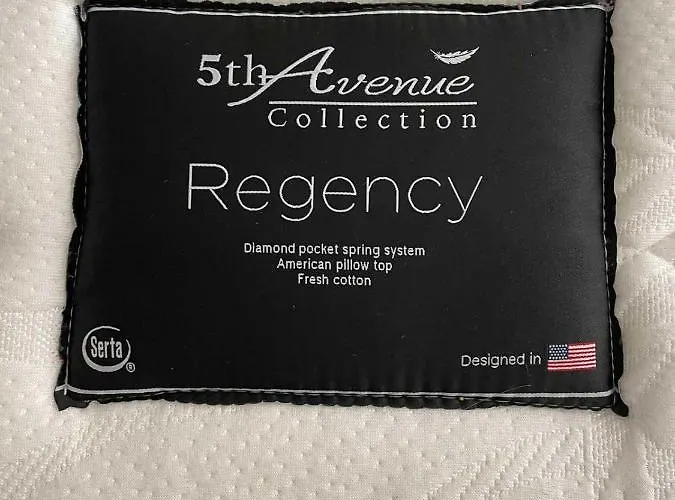 5th Avenue
Collection
Regency
Diamond pocket spring system
American pillow top
Fresh cotton
Serta®
Designed in